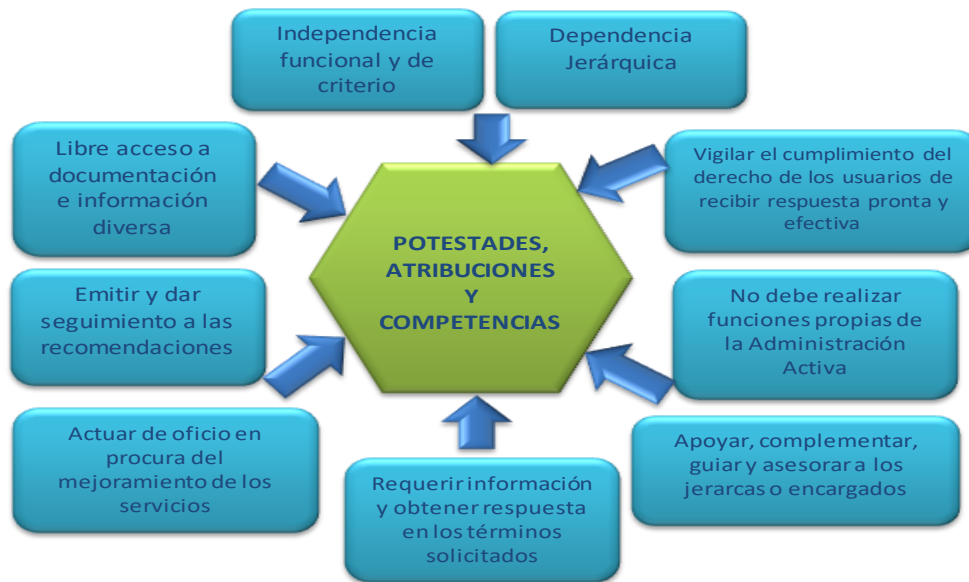 Independencia
funcional y de
criterio
Dependencia
Jerárquica
Libre acceso a
documentación
e información
diversa
Vigilar el cumplimiento del
derecho de los usuarios de
recibir respuesta pronta y
efectiva
POTESTADES,
ATRIBUCIONES
Y
COMPETENCIAS
Emitir y dar
seguimiento a las
recomendaciones
No debe realizar
funciones propias de
la Administración
Activa
Actuar de oficio en
procura del
mejoramiento de los
servicios
Requerir información
y obtener respuesta
en los términos
solicitados
Apoyar, complementar,
guiar y asesorar a los
jerarcas o encargados